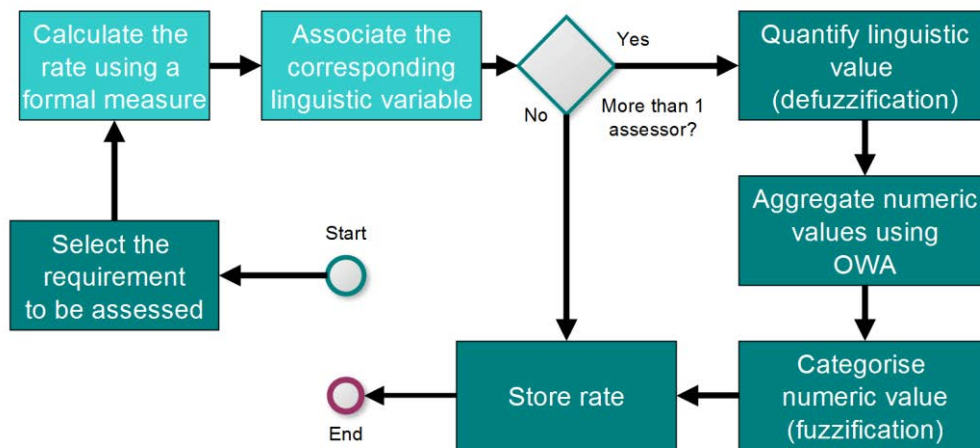 Calculate the
rate using a
formal measure
Associate the
corresponding
linguistic variable
Yes
No
More than 1
assessor?
Quantify linguistic
value
(defuzzification)
Aggregate numeric
values using
OWA
Select the
requirement
to be assessed
Start
Categorise
numeric value
(fuzzification)
Store rate
End